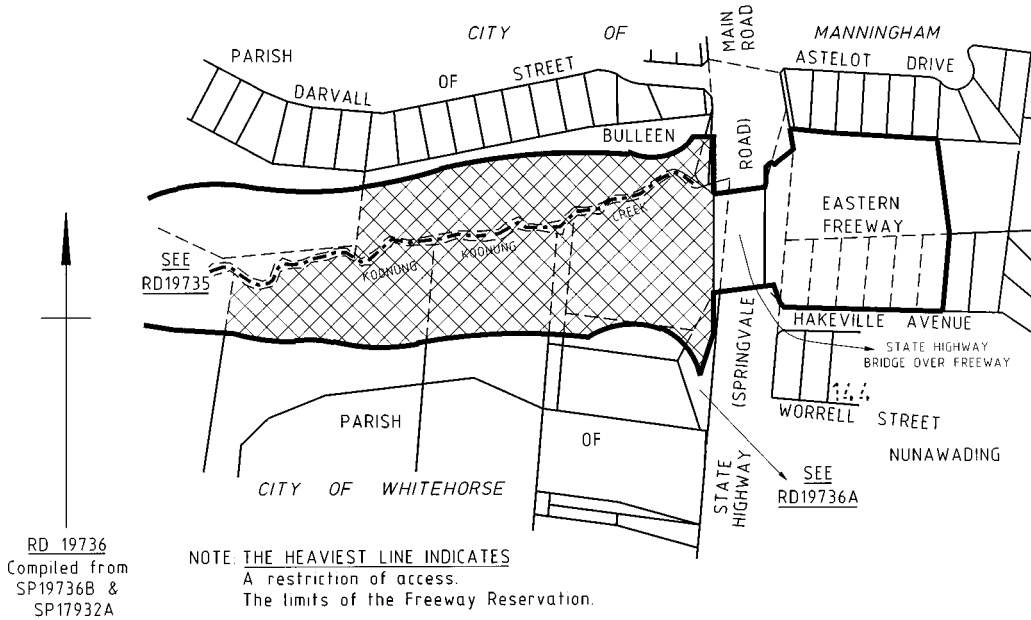 CITY OF MANNINGHAM
PARISH OF BULLEEN
DARVALL STREET
MAIN ROAD
ASTELOT DRIVE
(SPRINGVALE ROAD)
EASTERN FREEWAY
KOONUNG KOONUNG CREEK
SEE
RD19735
HAKEVILLE AVENUE
STATE HIGHWAY
BRIDGE OVER FREEWAY
144
WORRELL STREET
PARISH OF NUNAWADING
CITY OF WHITEHORSE
STATE HIGHWAY
SEE
RD19736A
RD 19736
Compiled from
SP19736B &
SP17932A
NOTE: THE HEAVIEST LINE INDICATES
A restriction of access.
The limits of the Freeway Reservation.